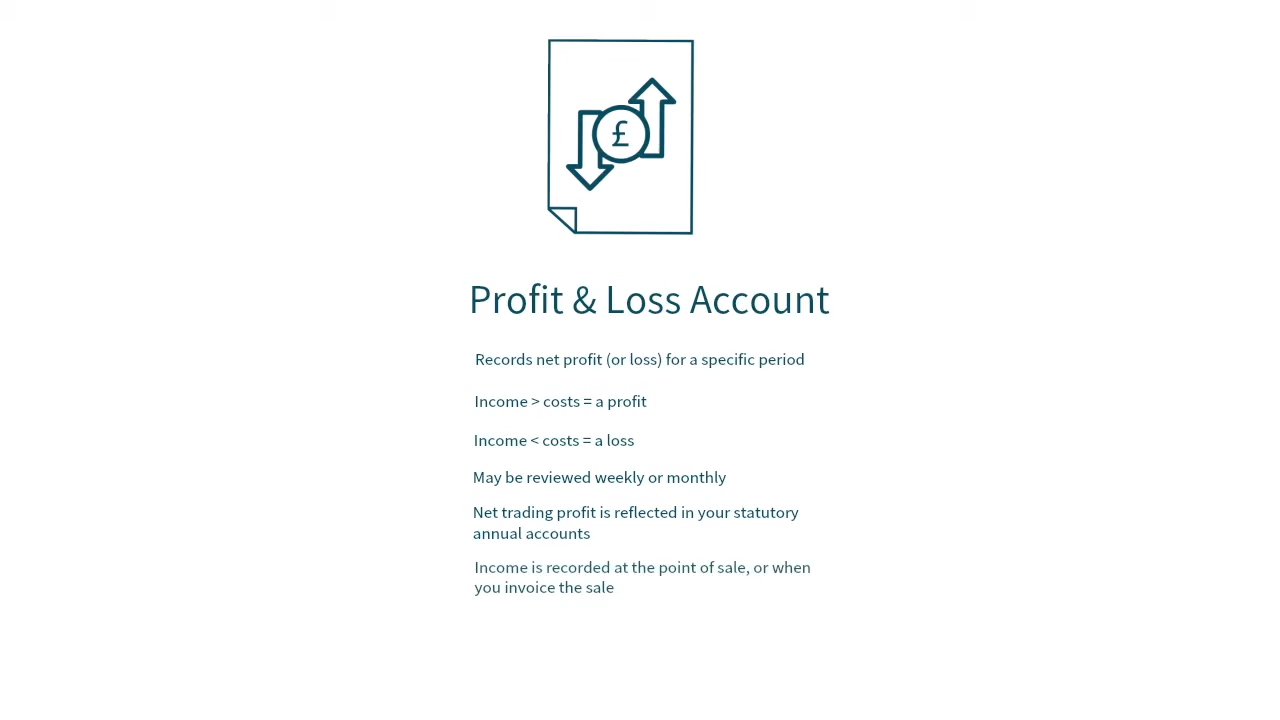 £
Profit & Loss Account
Records net profit (or loss) for a specific period
Income > costs = a profit
Income < costs = a loss
May be reviewed weekly or monthly
Net trading profit is reflected in your statutory
annual accounts
Income is recorded at the point of sale, or when
you invoice the sale